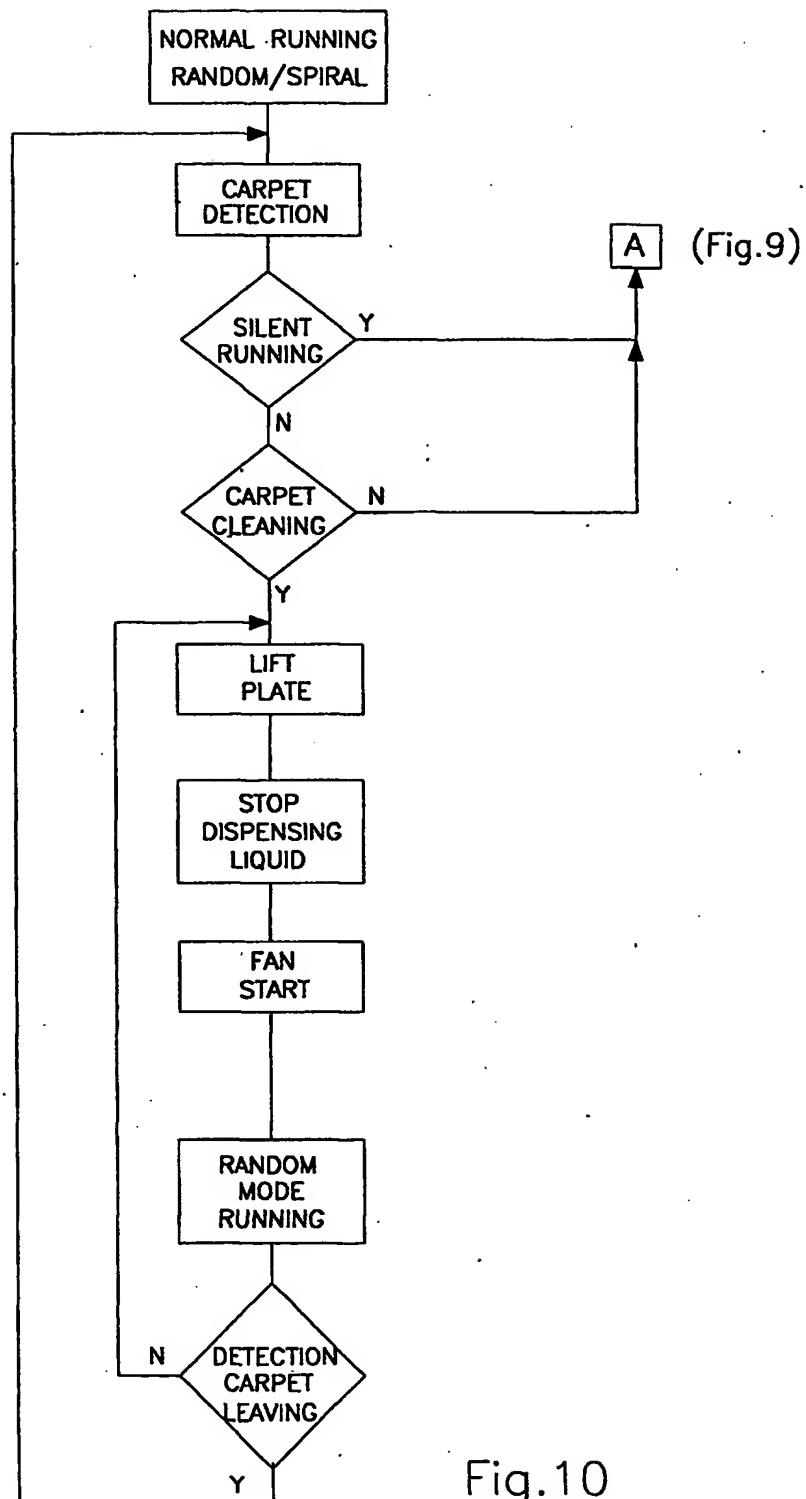 NORMAL RUNNING
RANDOM/SPIRAL
CARPET
DETECTION
A (Fig.9)
SILENT
RUNNING
Y
N
CARPET
CLEANING
N
Y
LIFT
PLATE
STOP
DISPENSING
LIQUID
FAN
START
RANDOM
MODE
RUNNING
N
DETECTION
CARPET
LEAVING
Y
Fig.10